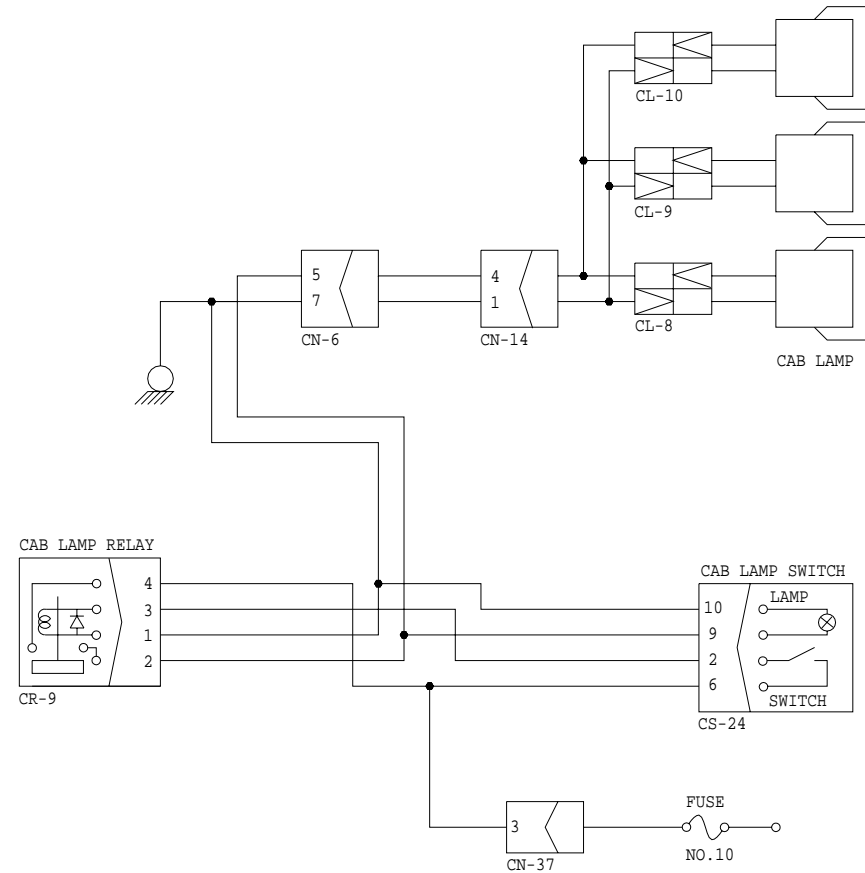 CL-10
CL-9
5
7
4
1
CN-6
CN-14
CL-8
CAB LAMP
CAB LAMP RELAY
4
3
1
2
CR-9
CAB LAMP SWITCH
LAMP
10
9
2
6
SWITCH
CS-24
FUSE
3
NO.10
CN-37